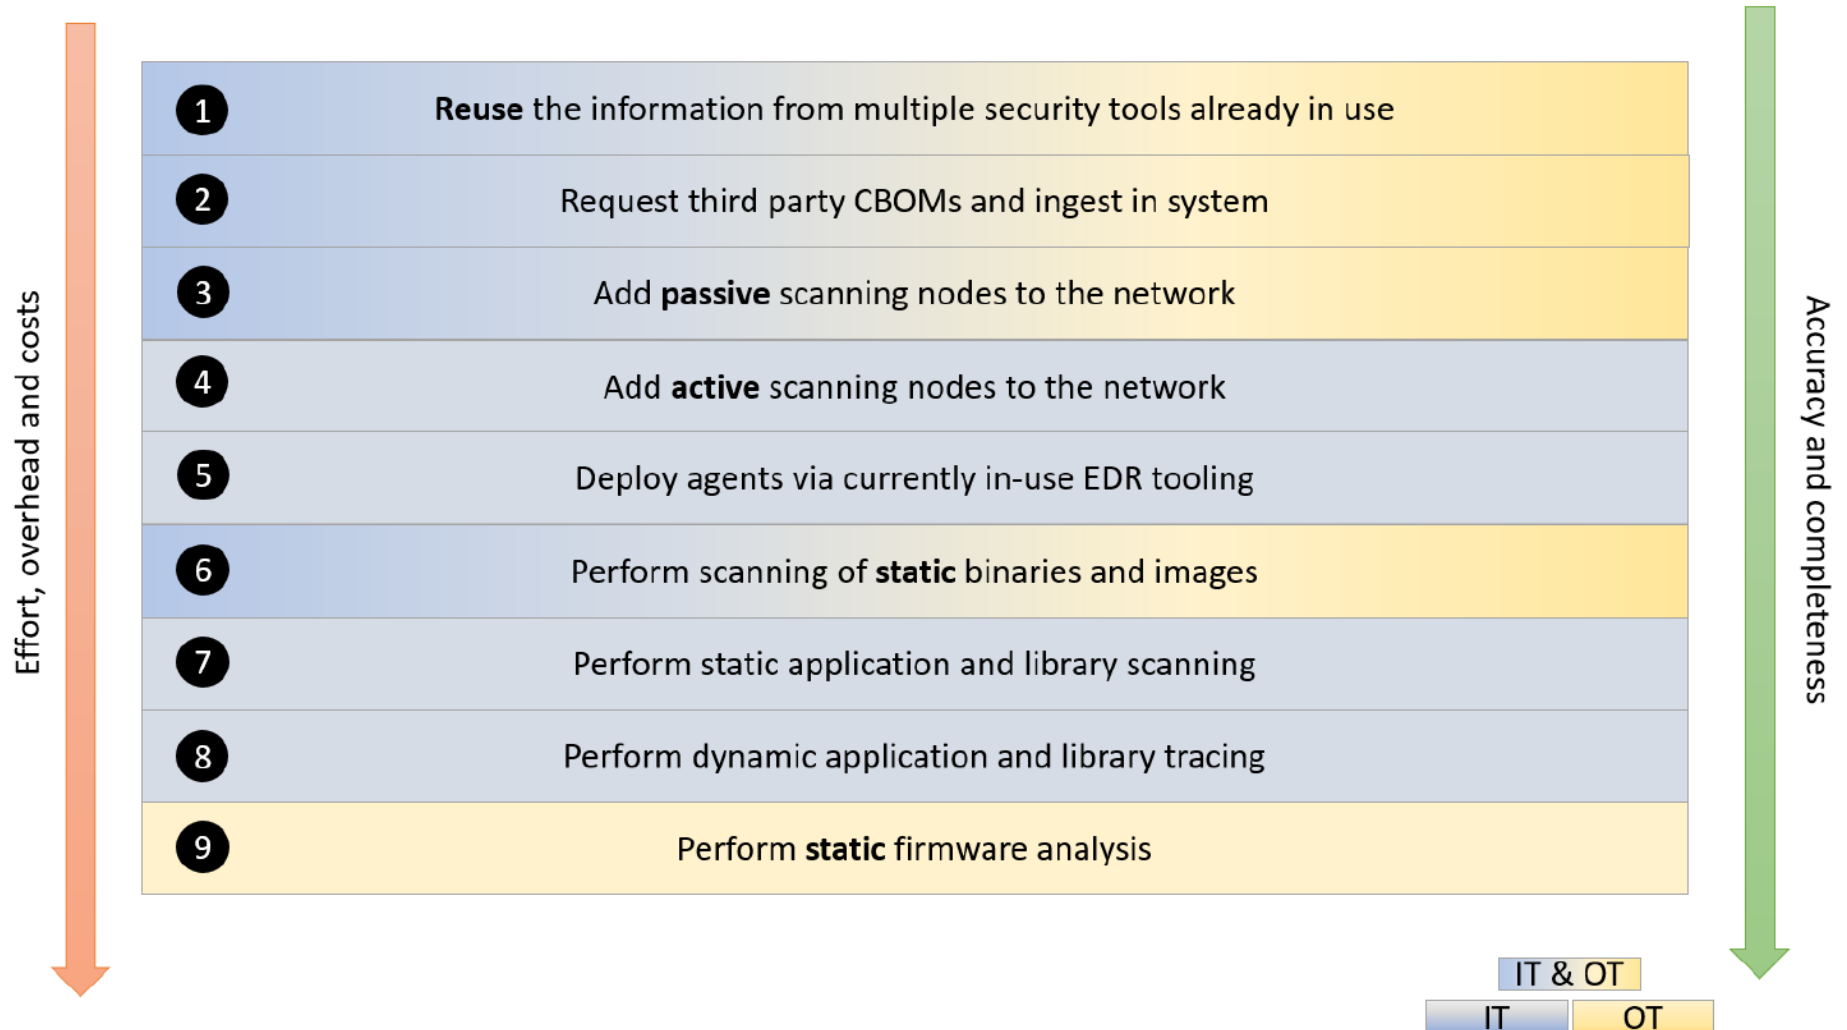 1 Reuse the information from multiple security tools already in use
2 Request third party CBOMs and ingest in system
3 Add passive scanning nodes to the network
4 Add active scanning nodes to the network
5 Deploy agents via currently in-use EDR tooling
6 Perform scanning of static binaries and images
7 Perform static application and library scanning
8 Perform dynamic application and library tracing
9 Perform static firmware analysis
Effort, overhead and costs
Accuracy and completeness
IT & OT
IT
OT